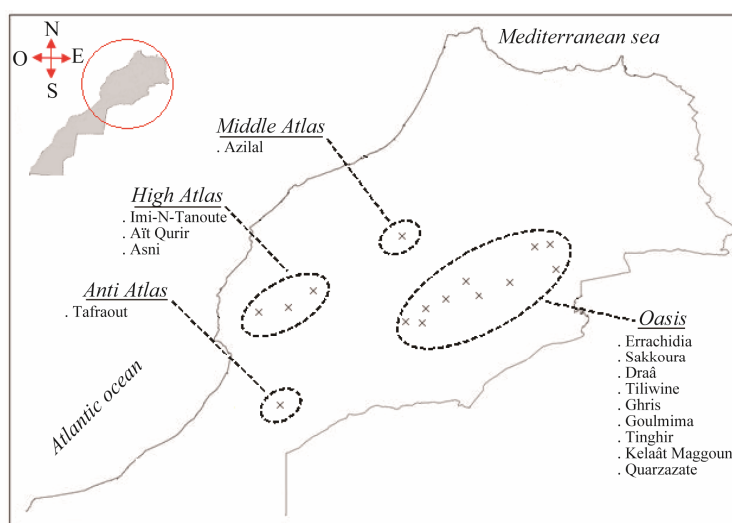 N
O E
S
Mediterranean sea
Middle Atlas
. Azilal
High Atlas
. Imi-N-Tanoute
. Aït Qurir
. Asni
Anti Atlas
. Tafraout
Atlantic ocean
Oasis
. Errachidia
. Sakkoura
. Draâ
. Tiliwine
. Ghris
. Goulmima
. Tinghir
. Kelaât Maggoun
. Quarzazate